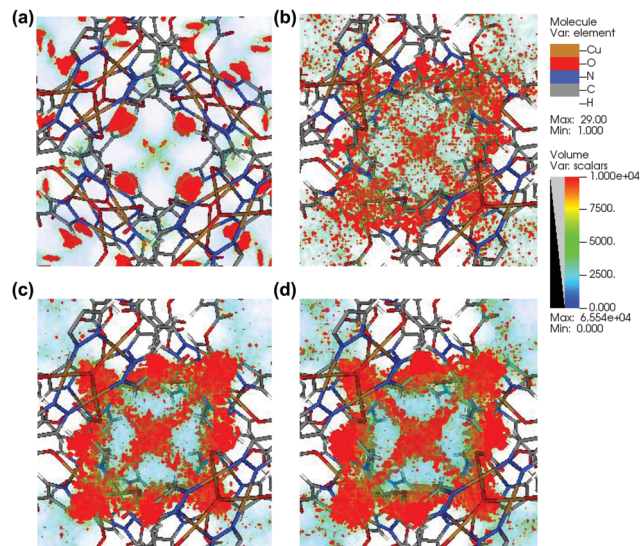 (a)
(b)
(c)
(d)
Molecule
Var: element
Cu
O
N
C
H
Max: 29.00
Min: 1.000
Volume
Var: scalars
1.000e+04
7500.
5000.
2500.
0.000
Max: 6.554e+04
Min: 0.000